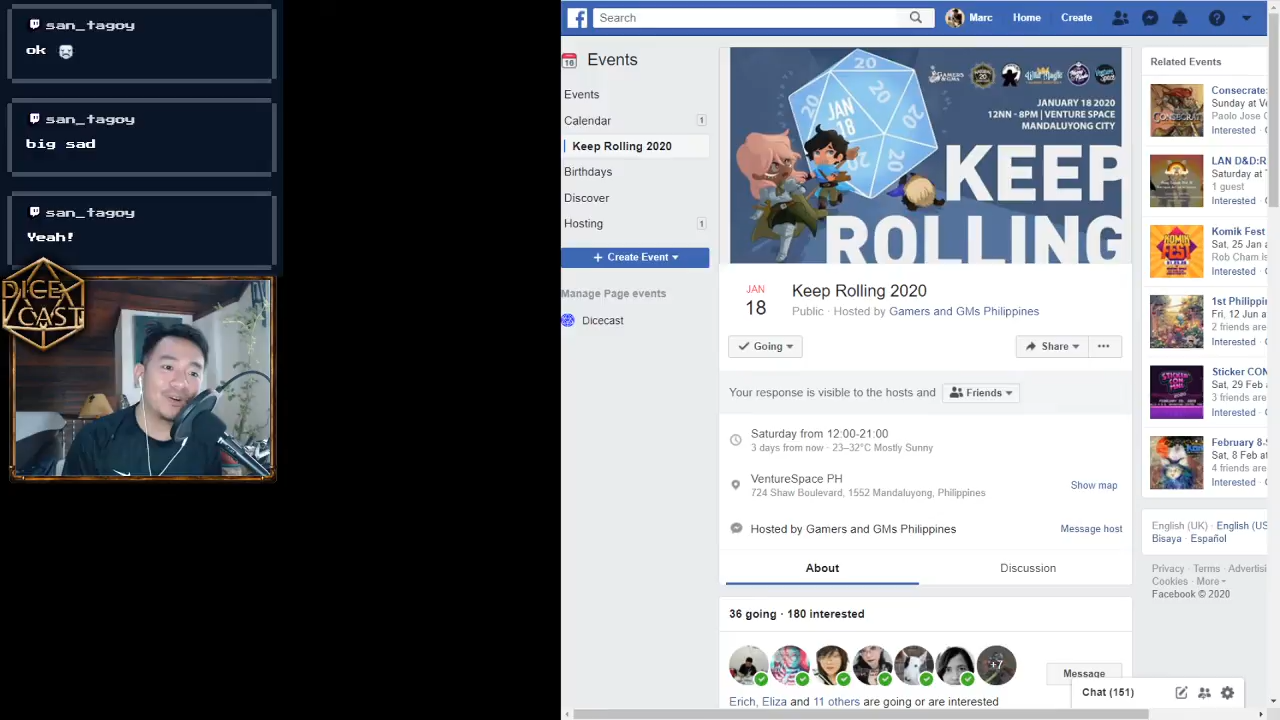 san_tagoy
ok
san_tagoy
big sad
san_tagoy
Yeah!
DICE
CAST
Search
Marc
Home
Create
16
Events
Events
Calendar
1
Keep Rolling 2020
Birthdays
Discover
Hosting
1
+ Create Event
Manage Page events
Dicecast
20
20
20
20
20
20
JAN
18
JANUARY 18 2020
12NN - 8PM | VENTURE SPACE
MANDALUYONG CITY
KEEP
ROLLING
JAN
18
Keep Rolling 2020
Public · Hosted by Gamers and GMs Philippines
Going
Share
Your response is visible to the hosts and
Friends
Saturday from 12:00-21:00
3 days from now · 23–32°C Mostly Sunny
VentureSpace PH
724 Shaw Boulevard, 1552 Mandaluyong, Philippines
Show map
Hosted by Gamers and GMs Philippines
Message host
About
Discussion
36 going · 180 interested
+7
Message
Erich, Eliza and 11 others are going or are interested
Related Events
Consecrate:
Sunday at Ve
Paolo Jose C
Interested ·
LAN D&D:R
Saturday at T
1 guest
Interested ·
Komik Fest
Sat, 25 Jan a
Rob Cham is
Interested ·
1st Philippin
Fri, 12 Jun a
2 friends are
Interested ·
Sticker CON
Sat, 29 Feb a
3 friends are
Interested ·
February 8-
Sat, 8 Feb at
4 friends are
Interested ·
English (UK) · English (US
Bisaya · Español
Privacy · Terms · Advertisi
Cookies · More
Facebook © 2020
Chat (151)